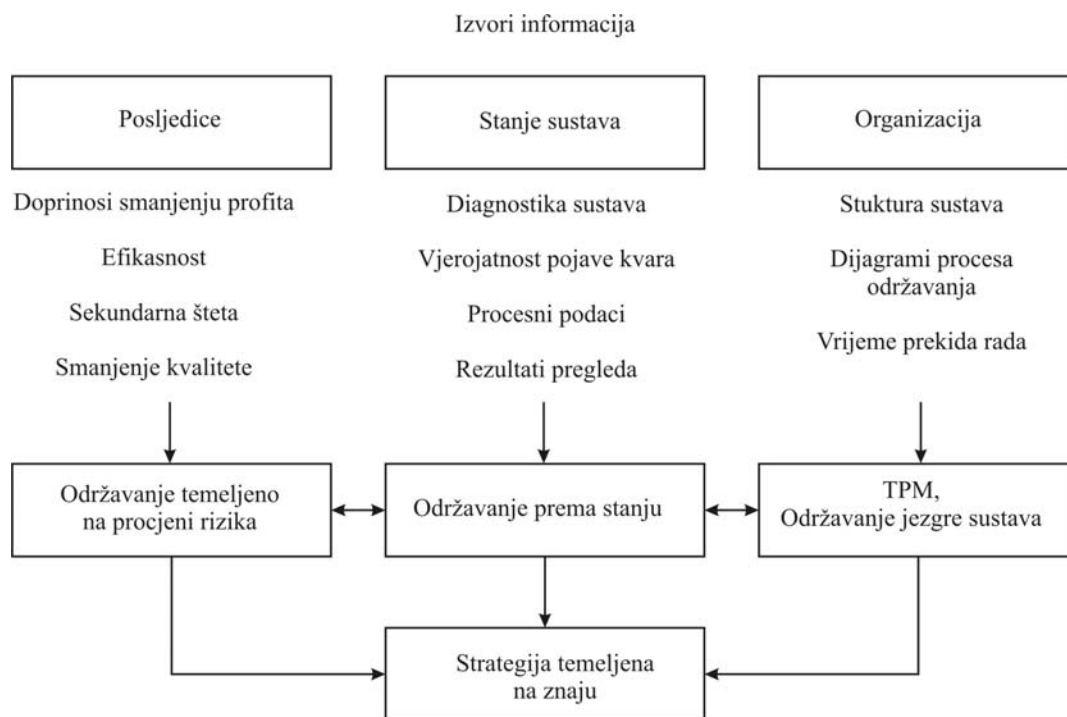 Izvori informacija
Posljedice
Stanje sustava
Organizacija
Doprinosi smanjenju profita
Efikasnost
Sekundarna šteta
Smanjenje kvalitete
Diagnostika sustava
Vjerojatnost pojave kvara
Procesni podaci
Rezultati pregleda
Stuktura sustava
Dijagrami procesa
održavanja
Vrijeme prekida rada
Održavanje temeljeno
na procjeni rizika
Održavanje prema stanju
TPM,
Održavanje jezgre sustava
Strategija temeljena
na znaju